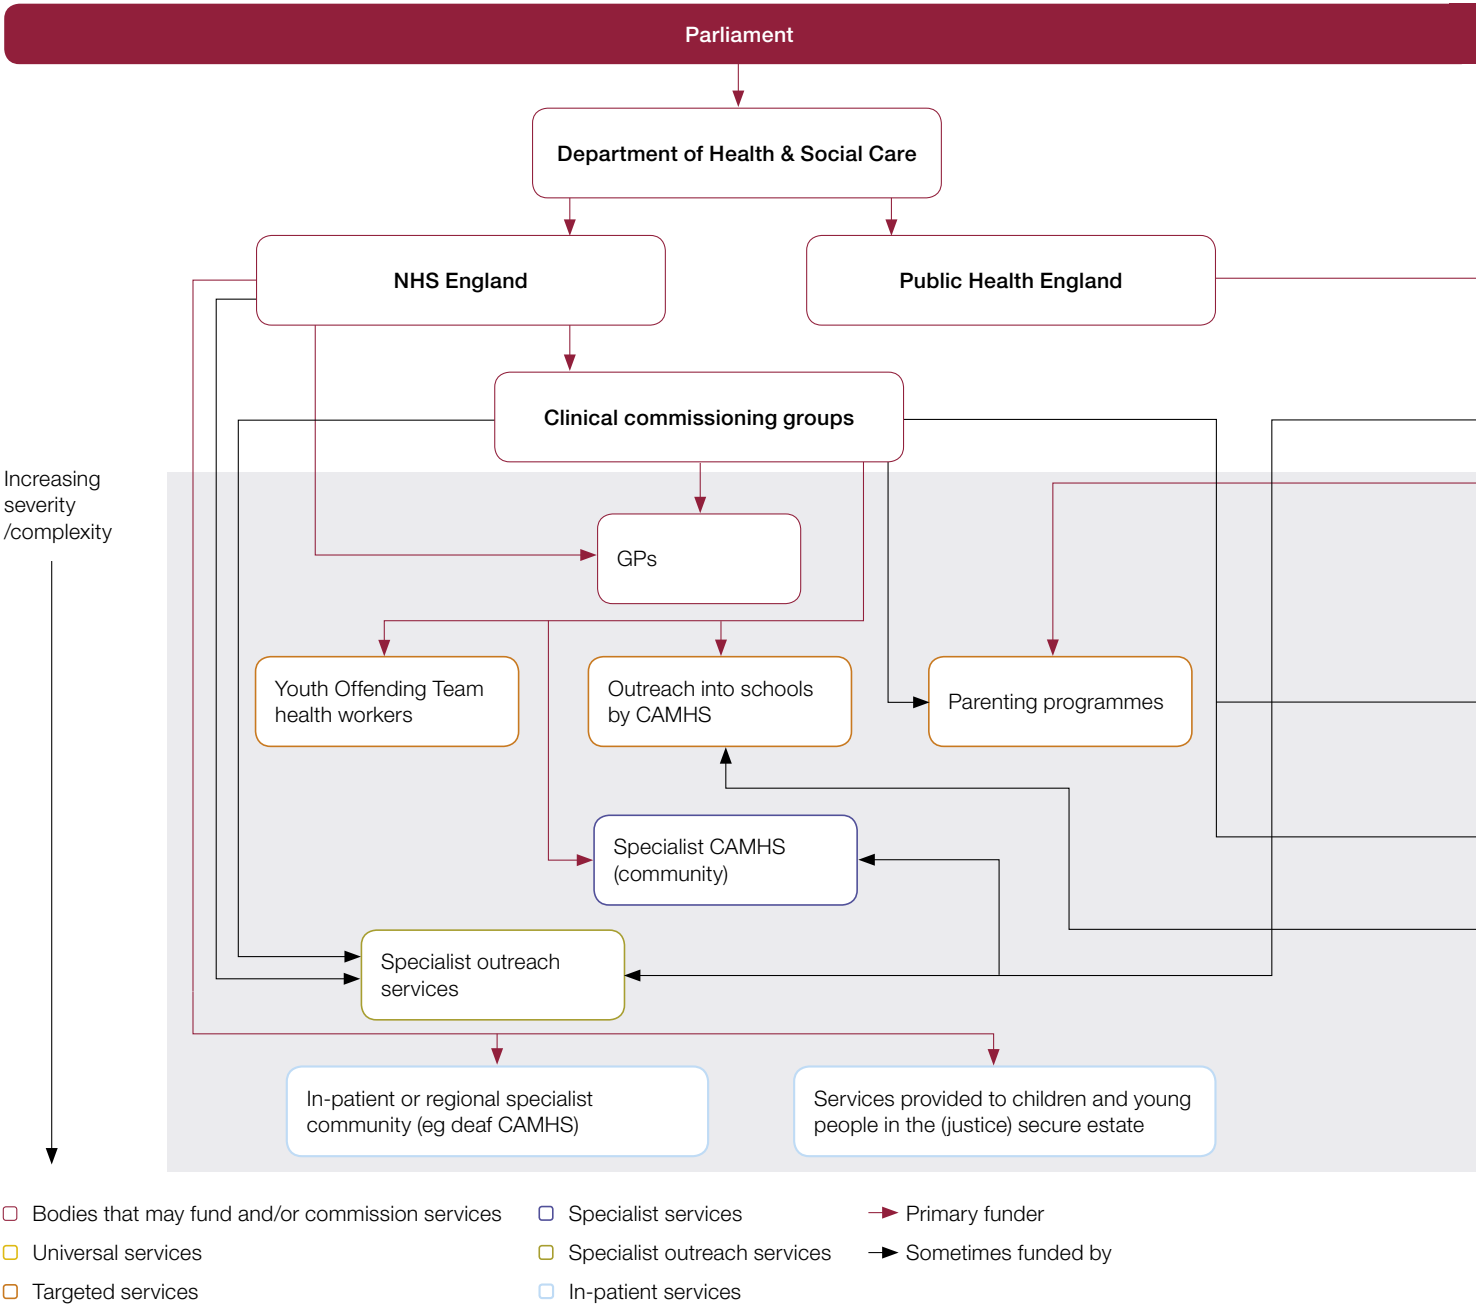 Parliament
Department of Health & Social Care
NHS England
Public Health England
Clinical commissioning groups
Increasing
severity
/complexity
GPs
Youth Offending Team
health workers
Outreach into schools
by CAMHS
Parenting programmes
Specialist CAMHS
(community)
Specialist outreach
services
In-patient or regional specialist
community (eg deaf CAMHS)
Services provided to children and young
people in the (justice) secure estate
Bodies that may fund and/or commission services
Universal services
Targeted services
Specialist services
Specialist outreach services
In-patient services
Primary funder
Sometimes funded by